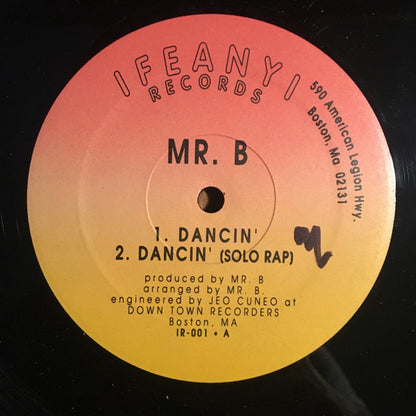 IFEANYI
RECORDS
590 American Legion Hwy.
Boston, Ma 02131
MR. B
1. DANCIN'
2. DANCIN' (SOLO RAP)
produced by MR. B
arranged by MR. B.
engineered by JEO CUNEO at
DOWN TOWN RECORDERS
Boston, MA
IR-001 • A